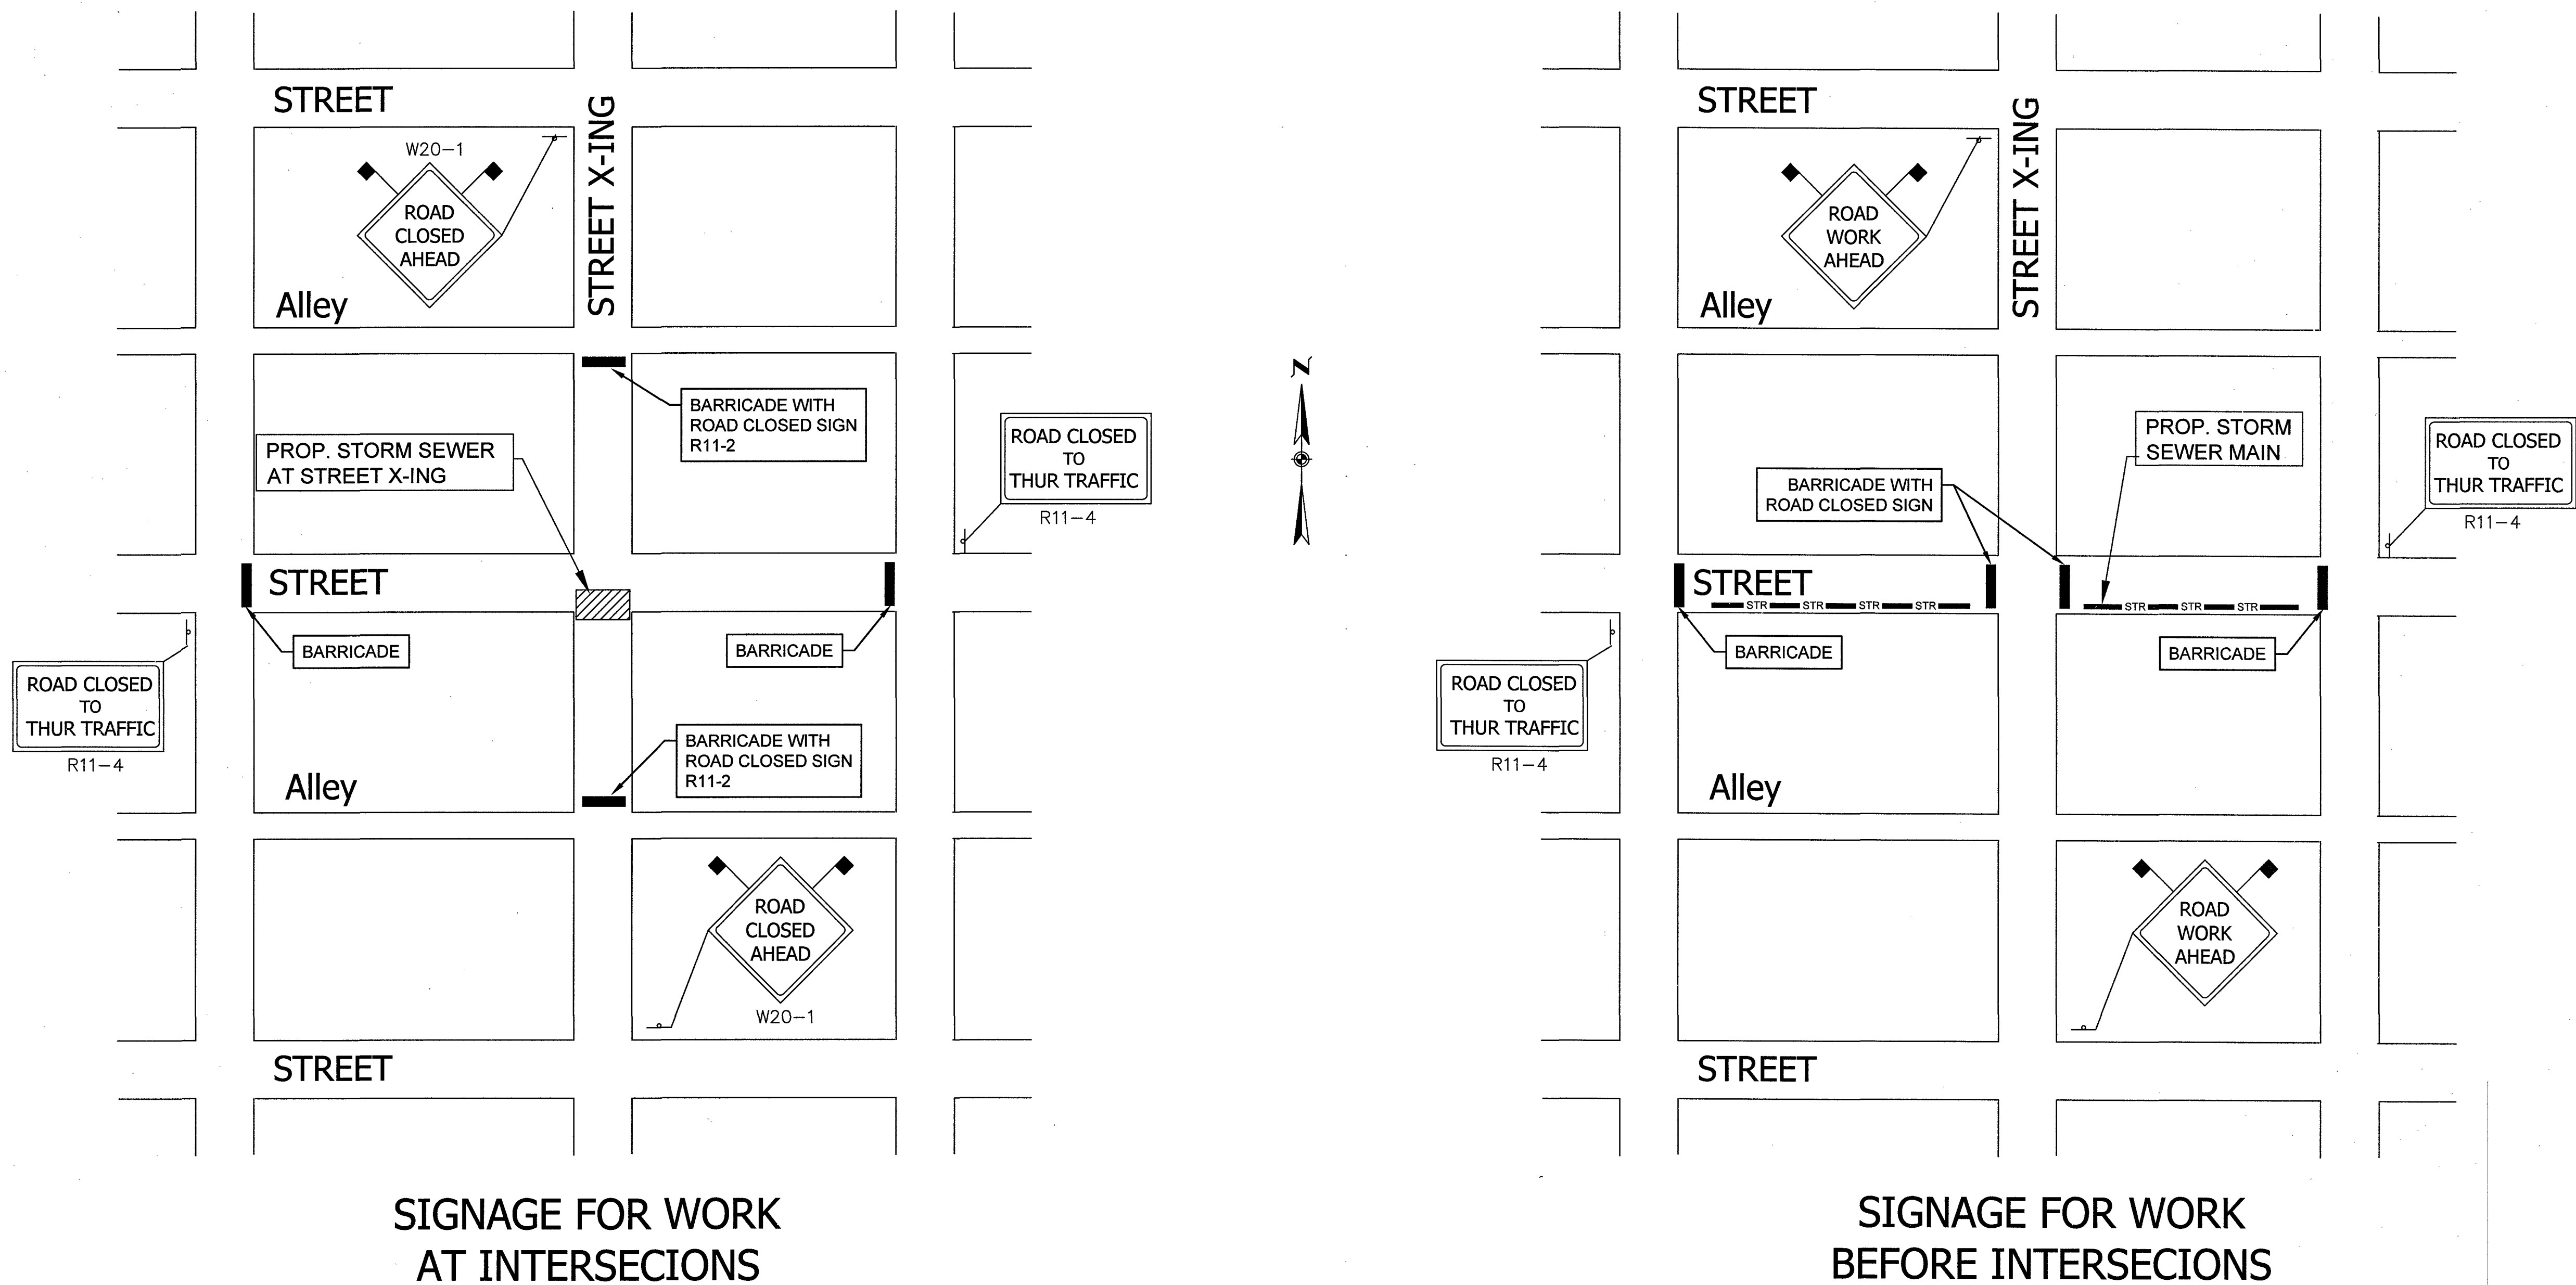 STREET
STREET X-ING
W20-1
ROAD
CLOSED
AHEAD
Alley
BARRICADE WITH
ROAD CLOSED SIGN
R11-2
PROP. STORM SEWER
AT STREET X-ING
ROAD CLOSED
TO
THUR TRAFFIC
R11-4
STREET
BARRICADE
BARRICADE
ROAD CLOSED
TO
THUR TRAFFIC
R11-4
BARRICADE WITH
ROAD CLOSED SIGN
R11-2
Alley
ROAD
CLOSED
AHEAD
W20-1
STREET
SIGNAGE FOR WORK
AT INTERSECIONS
N
STREET
STREET X-ING
ROAD
WORK
AHEAD
Alley
PROP. STORM
SEWER MAIN
BARRICADE WITH
ROAD CLOSED SIGN
ROAD CLOSED
TO
THUR TRAFFIC
R11-4
STREET
STR STR STR STR STR STR STR
BARRICADE
BARRICADE
ROAD CLOSED
TO
THUR TRAFFIC
R11-4
Alley
ROAD
WORK
AHEAD
STREET
SIGNAGE FOR WORK
BEFORE INTERSECIONS